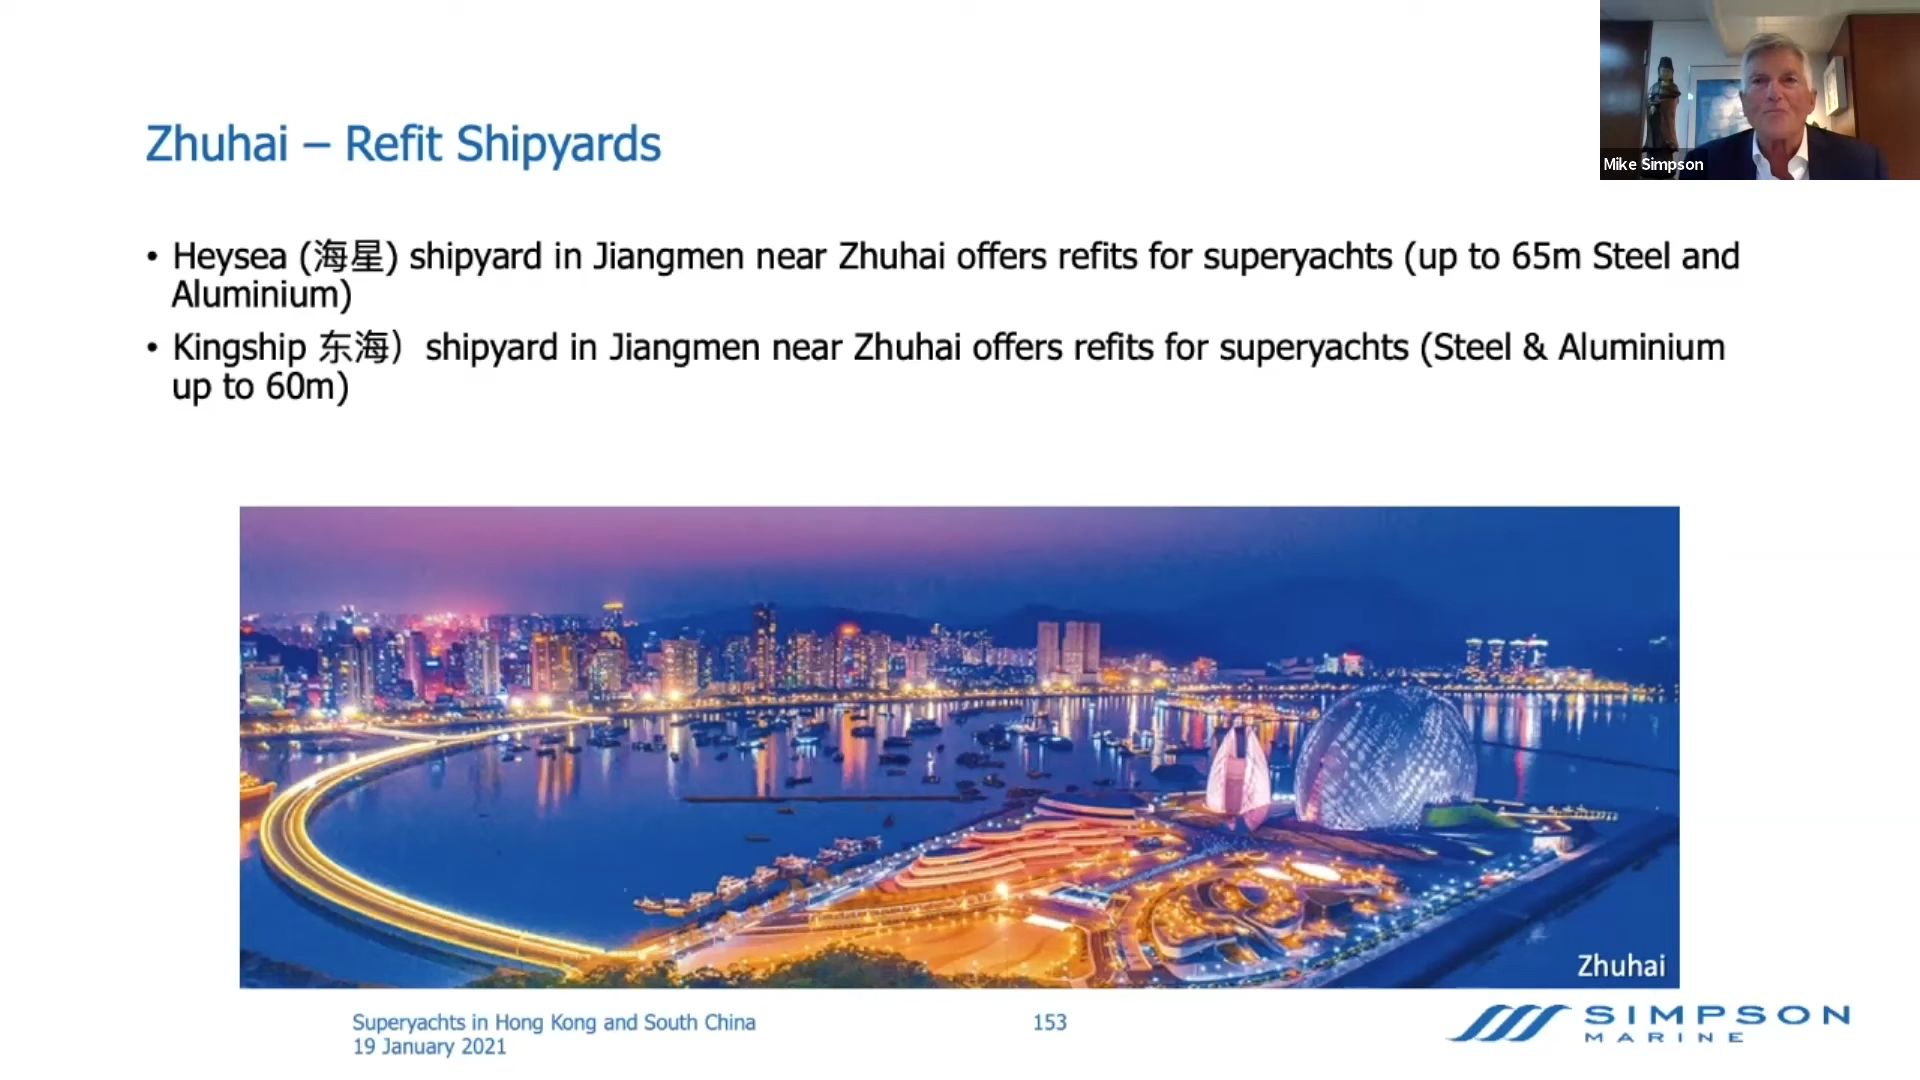 Mike Simpson
Zhuhai – Refit Shipyards
• Heysea (海星) shipyard in Jiangmen near Zhuhai offers refits for superyachts (up to 65m Steel and
Aluminium)
• Kingship 东海）shipyard in Jiangmen near Zhuhai offers refits for superyachts (Steel & Aluminium
up to 60m)
Zhuhai
Superyachts in Hong Kong and South China
19 January 2021
153
SIMPSON
MARINE